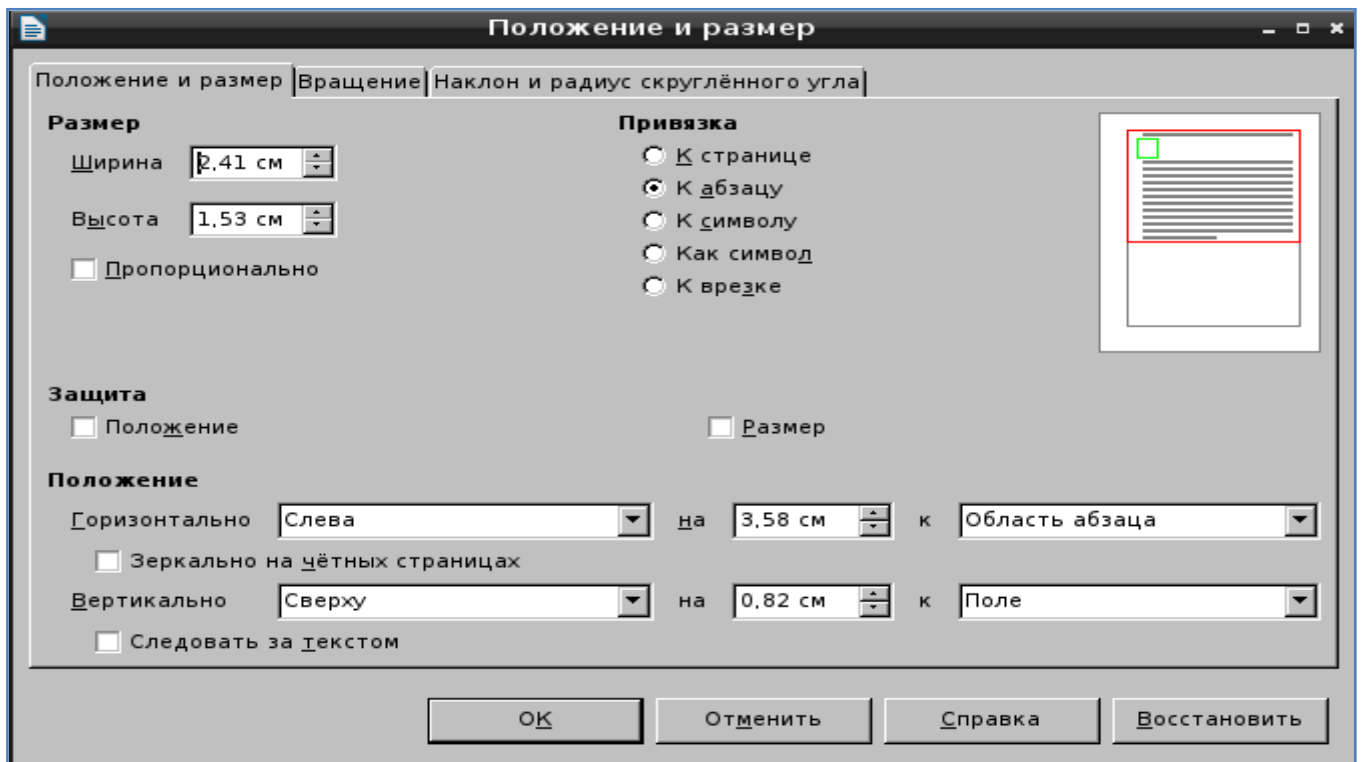 Положение и размер
Положение и размер Вращение Наклон и радиус скруглённого угла
Размер
Ширина 2,41 см
Высота 1,53 см
Пропорционально
Привязка
К странице
К абзацу
К символу
Как символ
К врезке
Защита
Положение Размер
Положение
Горизонтально Слева на 3,58 см к Область абзаца
Зеркально на чётных страницах
Вертикально Сверху на 0,82 см к Поле
Следовать за текстом
OK Отменить Справка Восстановить